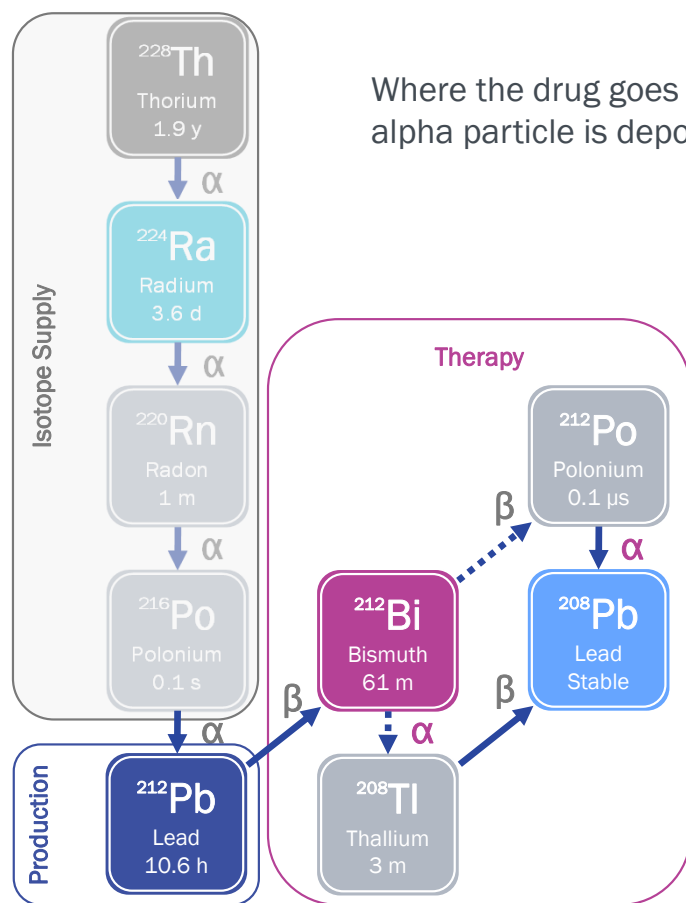 Where the drug goes
alpha particle is depo
Isotope Supply
²²⁸Th
Thorium
1.9 y
α
²²⁴Ra
Radium
3.6 d
α
²²⁰Rn
Radon
1 m
α
²¹⁶Po
Polonium
0.1 s
α
Production
²¹²Pb
Lead
10.6 h
β
Therapy
²¹²Bi
Bismuth
61 m
β
α
²¹²Po
Polonium
0.1 µs
α
²⁰⁸Tl
Thallium
3 m
β
²⁰⁸Pb
Lead
Stable